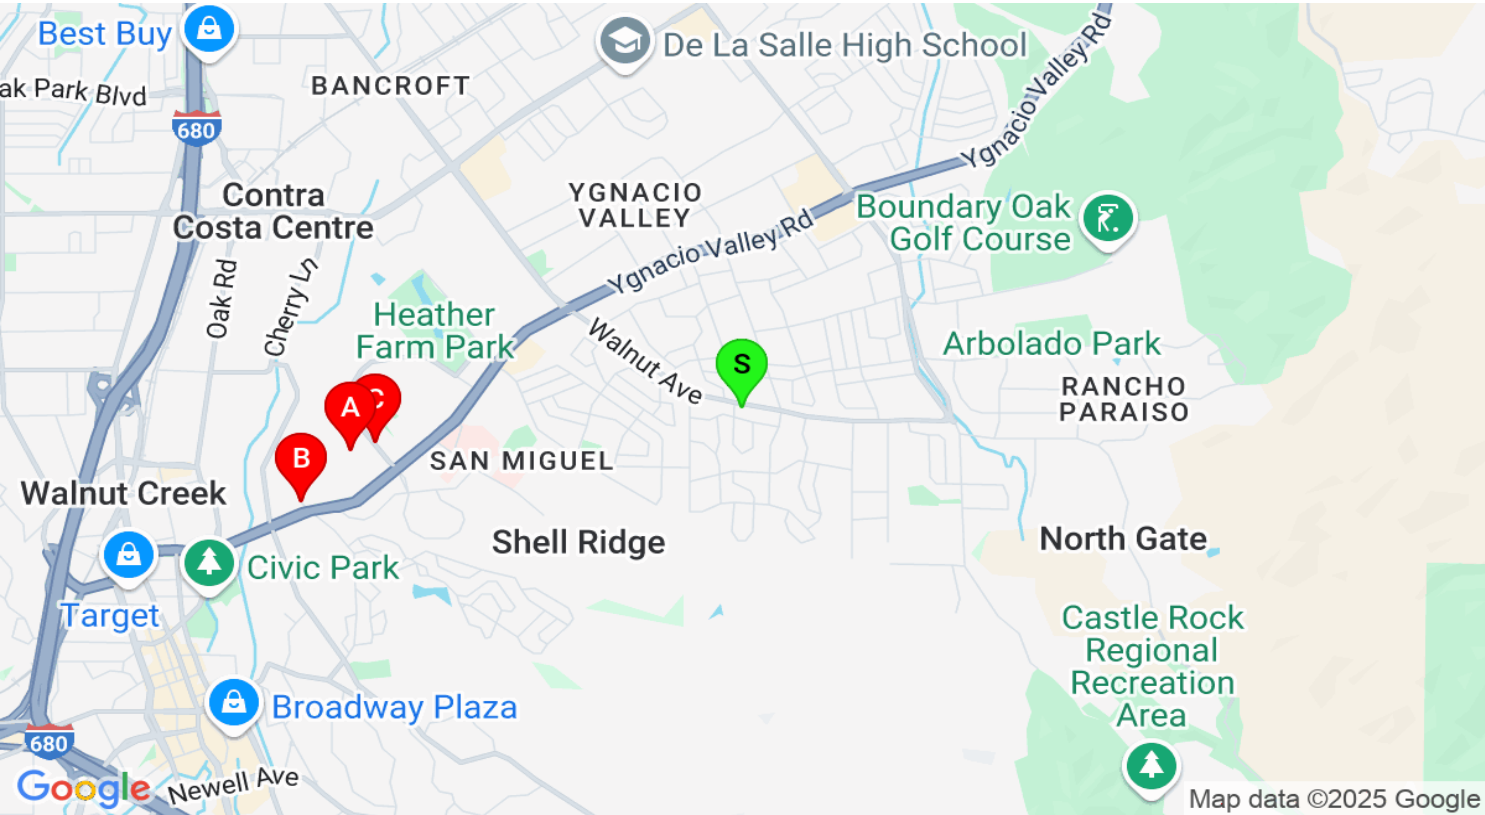 Best Buy
De La Salle High School
ak Park Blvd
BANCROFT
680
Ygnacio Valley Rd
Contra
Costa Centre
YGNACIO
VALLEY
Boundary Oak
Golf Course
Ygnacio Valley Rd
Oak Rd
Cherry Ln
Heather
Farm Park
Walnut Ave
Arbolado Park
S
RANCHO
PARAISO
A
C
B
SAN MIGUEL
Walnut Creek
Shell Ridge
North Gate
Civic Park
Target
Castle Rock
Regional
Recreation
Area
Broadway Plaza
680
Newell Ave
Google
Map data ©2025 Google